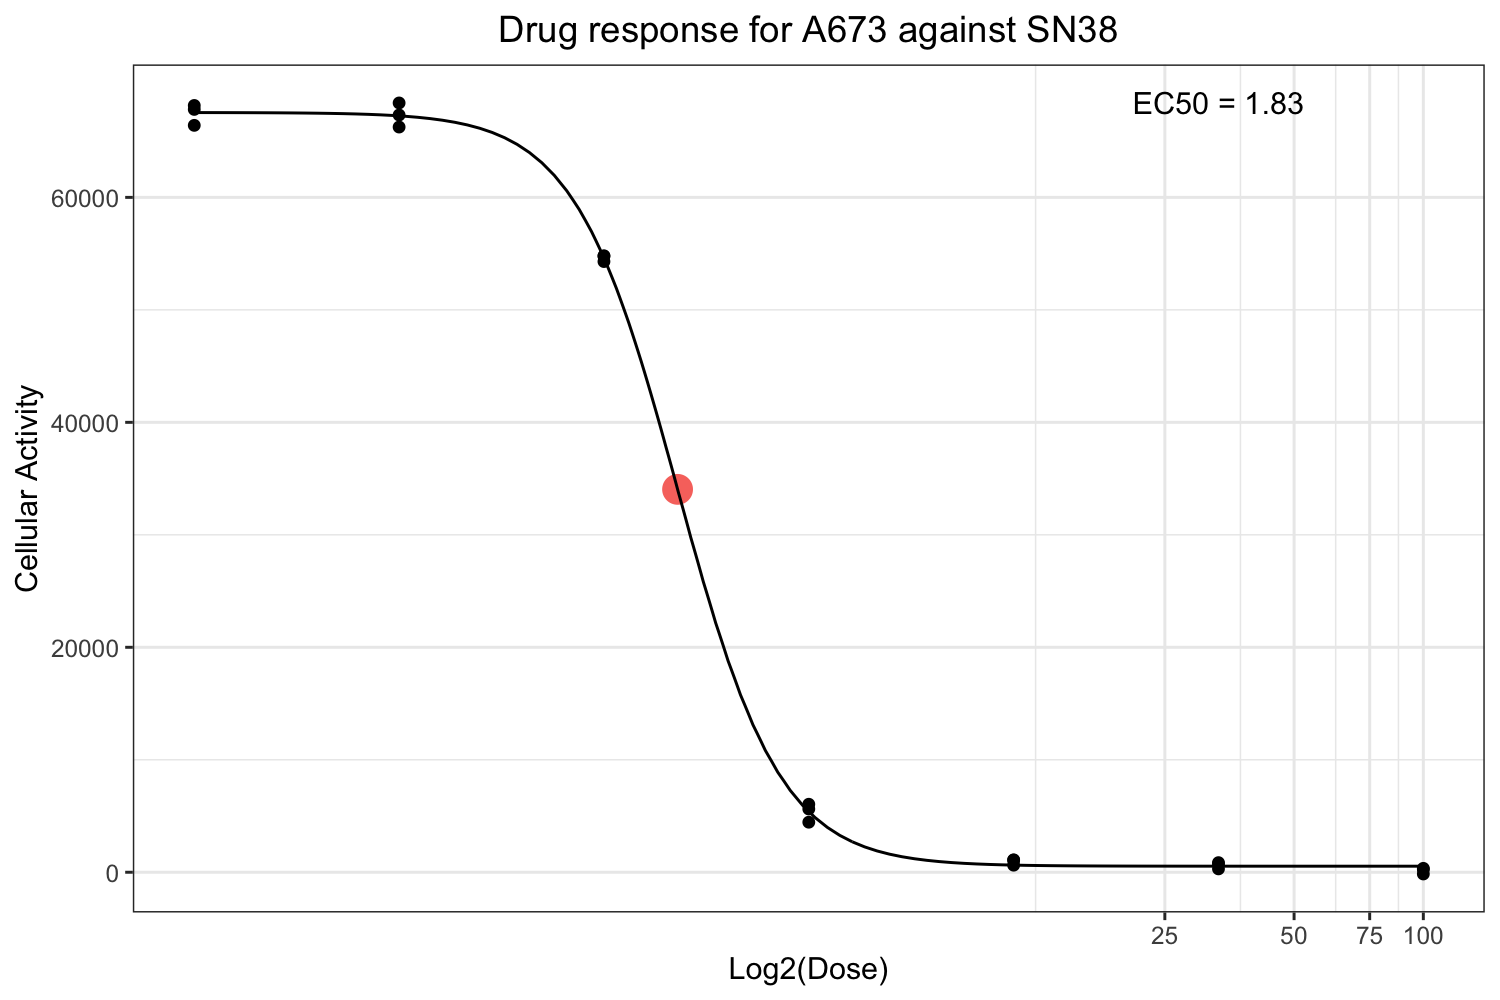 Drug response for A673 against SN38
EC50 = 1.83
Cellular Activity
60000
40000
20000
0
25 50 75 100
Log2(Dose)